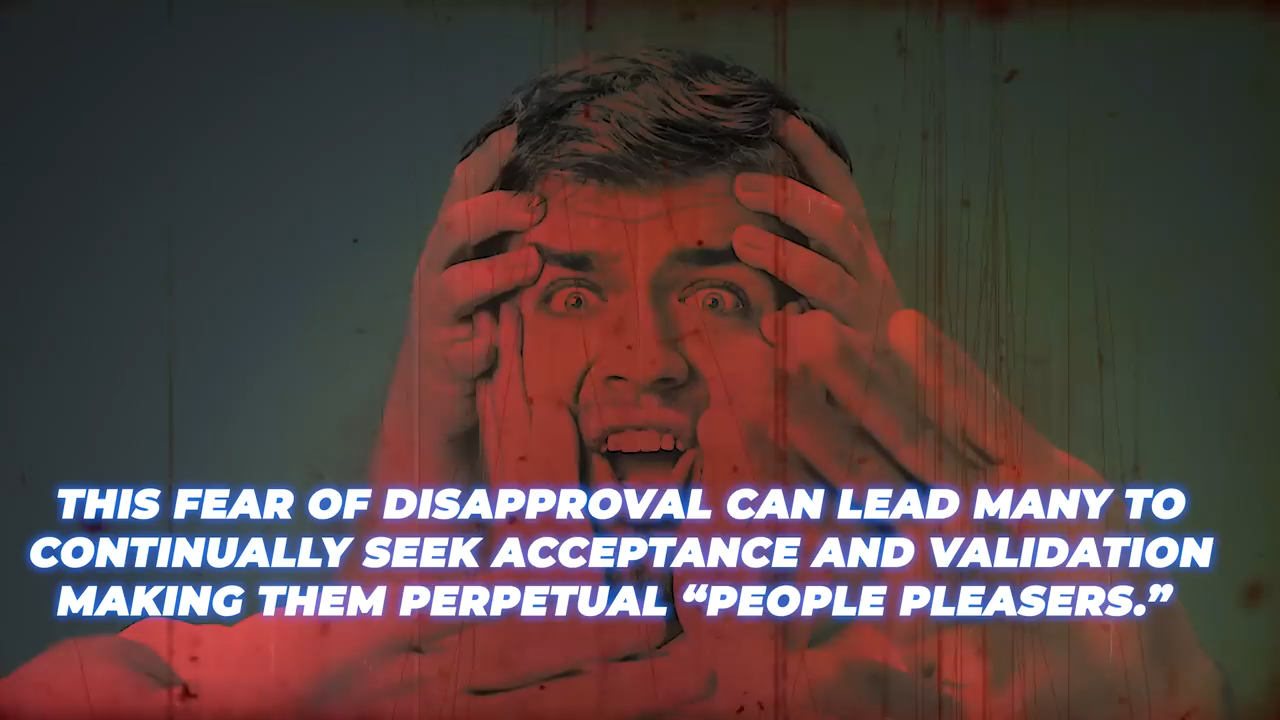 THIS FEAR OF DISAPPROVAL CAN LEAD MANY TO
CONTINUALLY SEEK ACCEPTANCE AND VALIDATION
MAKING THEM PERPETUAL “PEOPLE PLEASERS.”